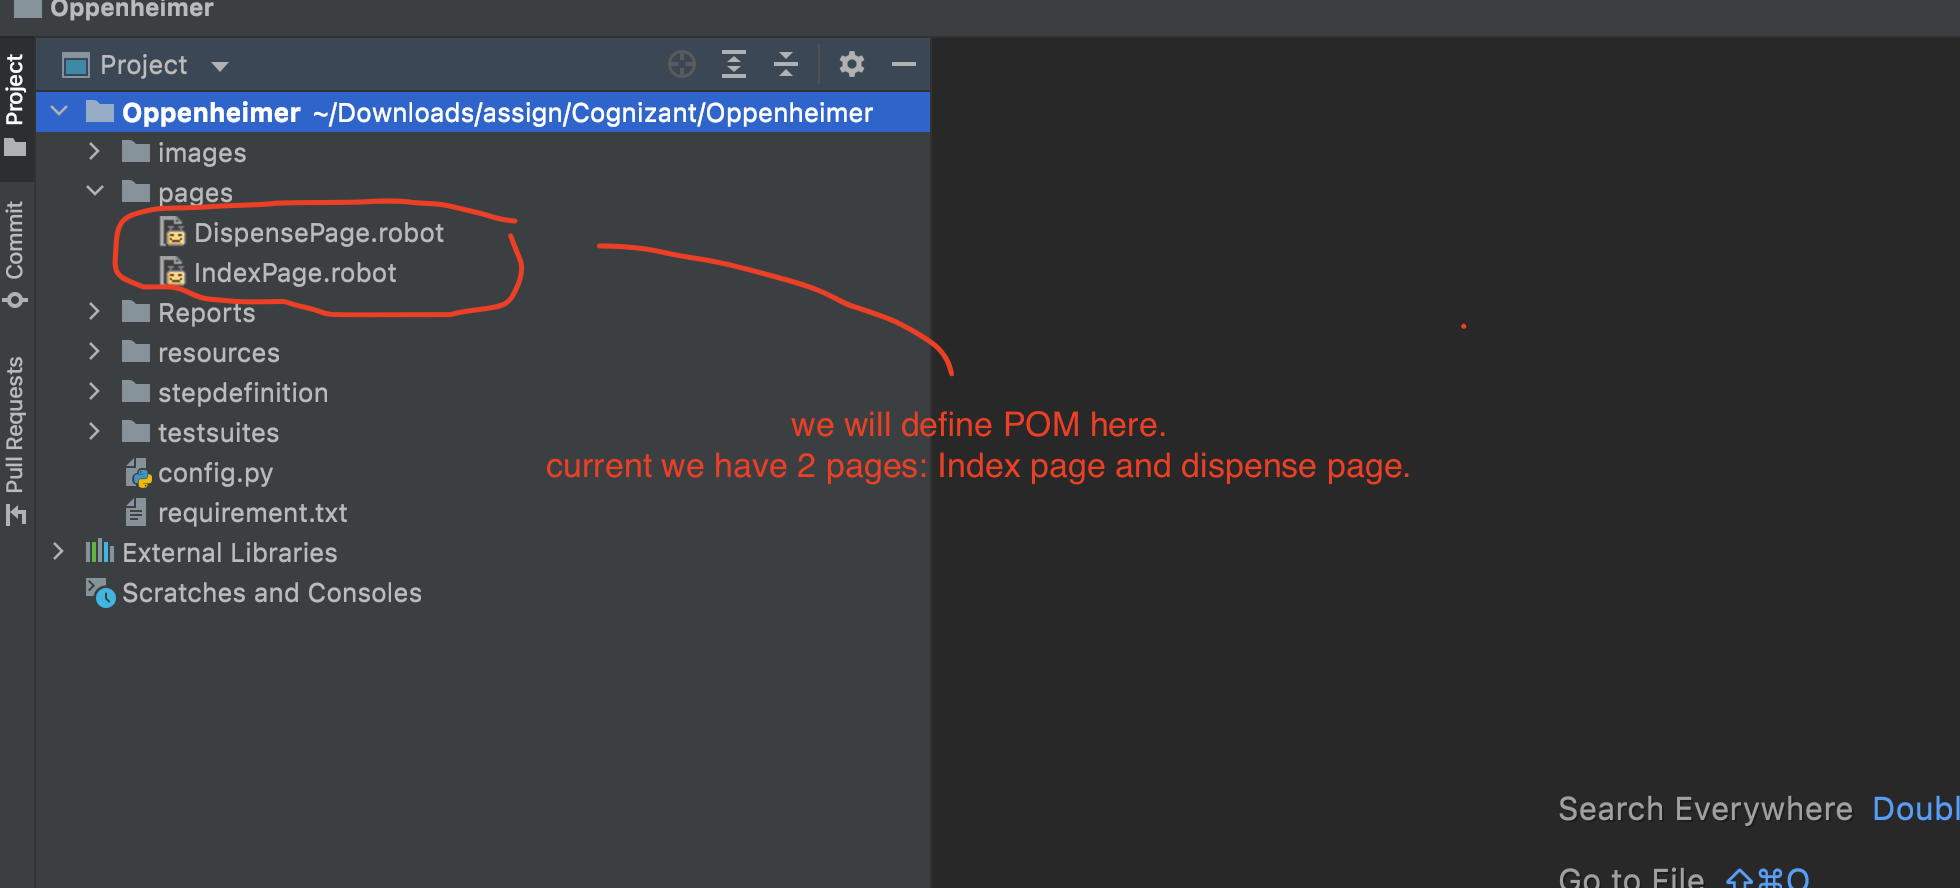 Oppenheimer
Project
Commit
Pull Requests
Project
Oppenheimer ~/Downloads/assign/Cognizant/Oppenheimer
images
pages
DispensePage.robot
IndexPage.robot
Reports
resources
stepdefinition
testsuites
config.py
requirement.txt
External Libraries
Scratches and Consoles
we will define POM here.
current we have 2 pages: Index page and dispense page.
Search Everywhere Doubl
Go to File ⇧⌘O